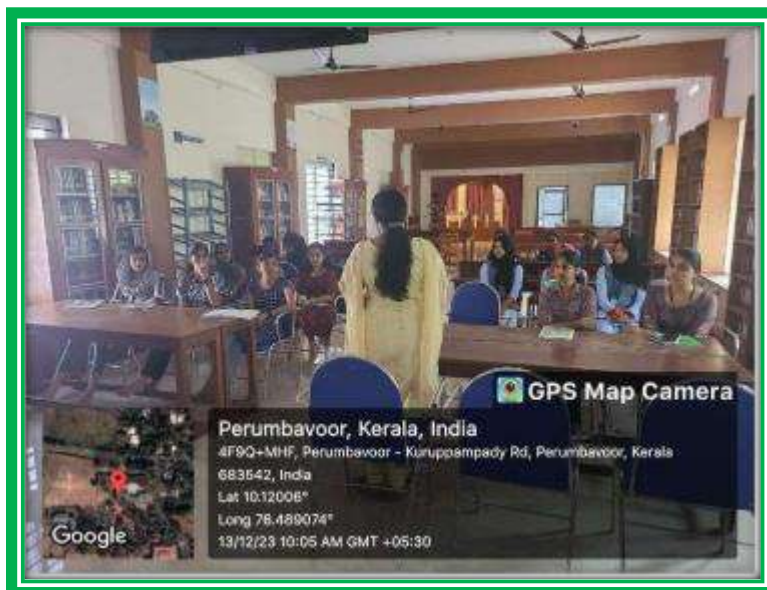 GPS Map Camera
Perumbavoor, Kerala, India
4F9Q+MHF, Perumbavoor - Kuruppampady Rd, Perumbavoor, Kerala
683542, India
Lat 10.12006°
Long 76.489074°
13/12/23 10:05 AM GMT +05:30
Google